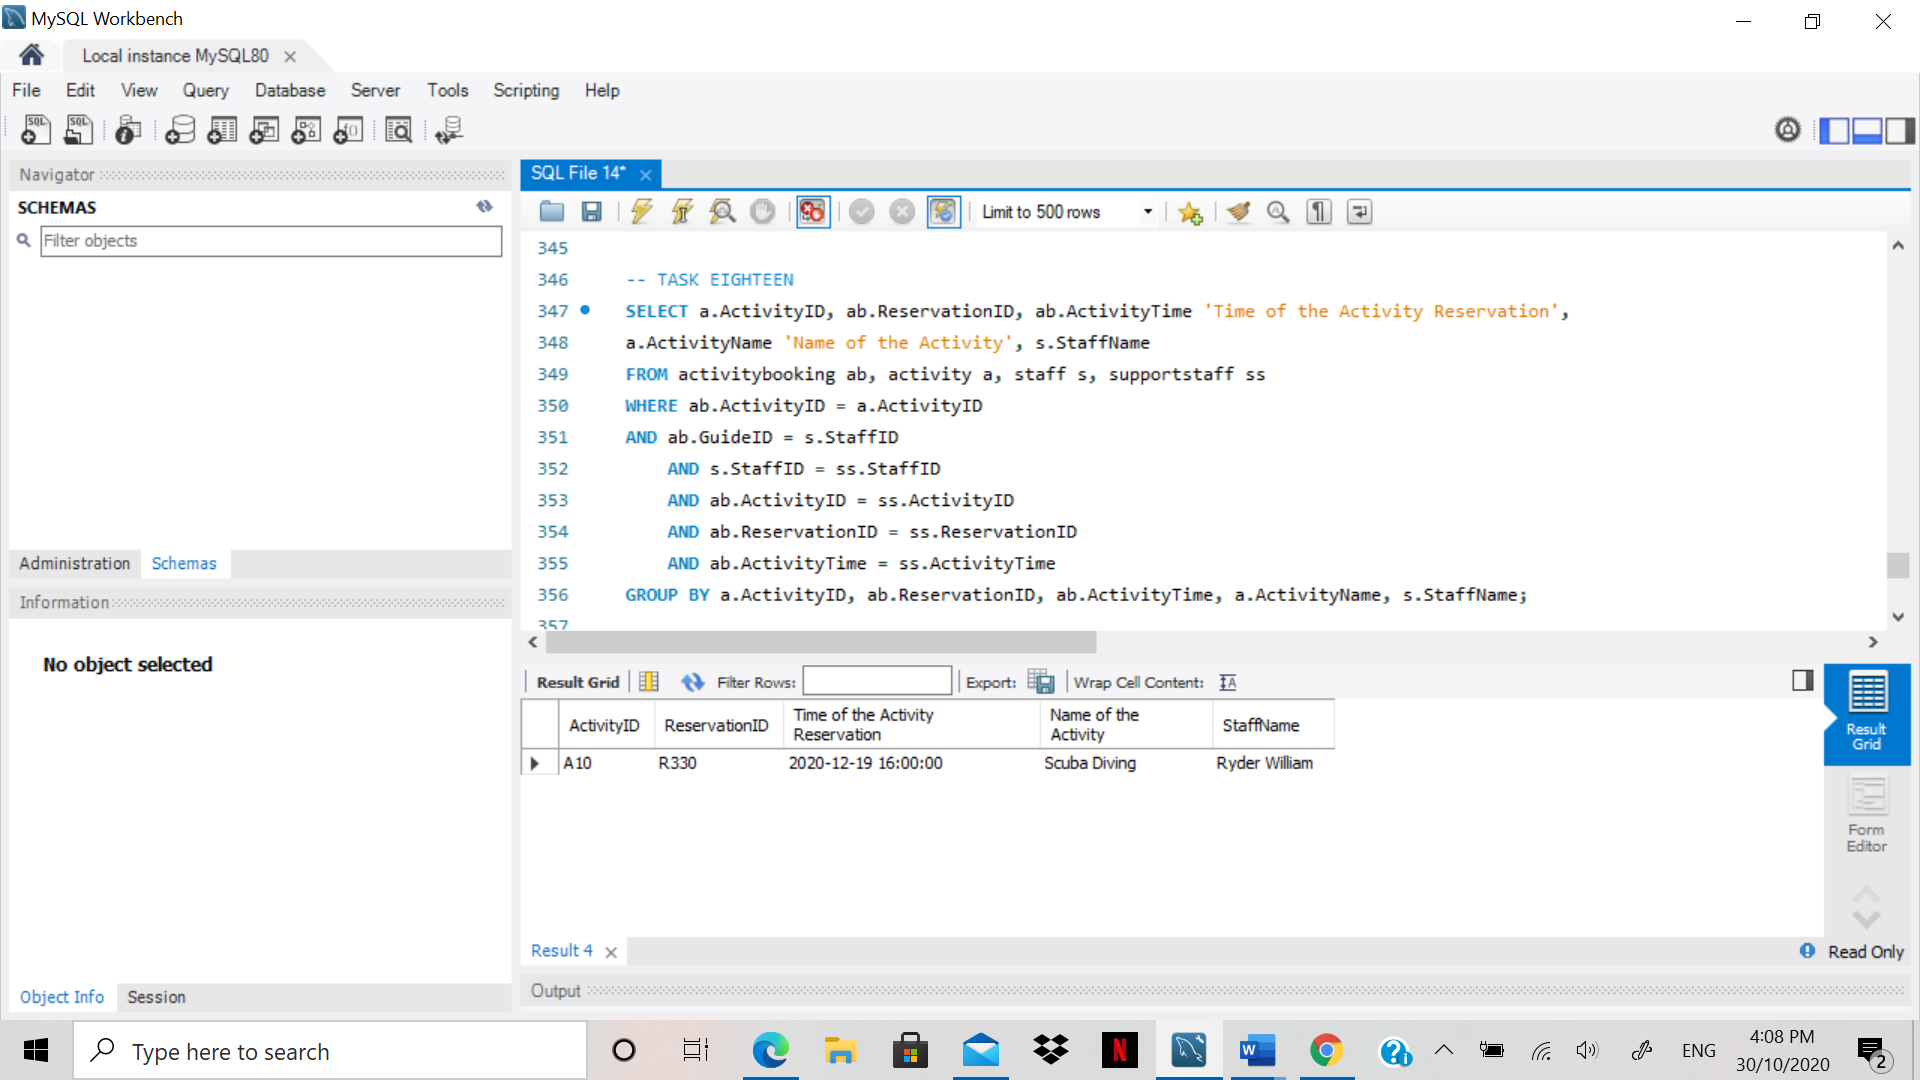 MySQL Workbench
Local instance MySQL80
File Edit View Query Database Server Tools Scripting Help
Navigator
SCHEMAS
Filter objects
Administration Schemas
Information
No object selected
Object Info Session
SQL File 14*
Limit to 500 rows
345
346 -- TASK EIGHTEEN
347 SELECT a.ActivityID, ab.ReservationID, ab.ActivityTime 'Time of the Activity Reservation',
348 a.ActivityName 'Name of the Activity', s.StaffName
349 FROM activitybooking ab, activity a, staff s, supportstaff ss
350 WHERE ab.ActivityID = a.ActivityID
351 AND ab.GuideID = s.StaffID
352 AND s.StaffID = ss.StaffID
353 AND ab.ActivityID = ss.ActivityID
354 AND ab.ReservationID = ss.ReservationID
355 AND ab.ActivityTime = ss.ActivityTime
356 GROUP BY a.ActivityID, ab.ReservationID, ab.ActivityTime, a.ActivityName, s.StaffName;
357
Result Grid Filter Rows: Export: Wrap Cell Content:
ActivityID ReservationID Time of the Activity Reservation Name of the Activity StaffName
A10 R330 2020-12-19 16:00:00 Scuba Diving Ryder William
Result Grid
Form Editor
Result 4
Read Only
Output
Type here to search
ENG
4:08 PM
30/10/2020
2